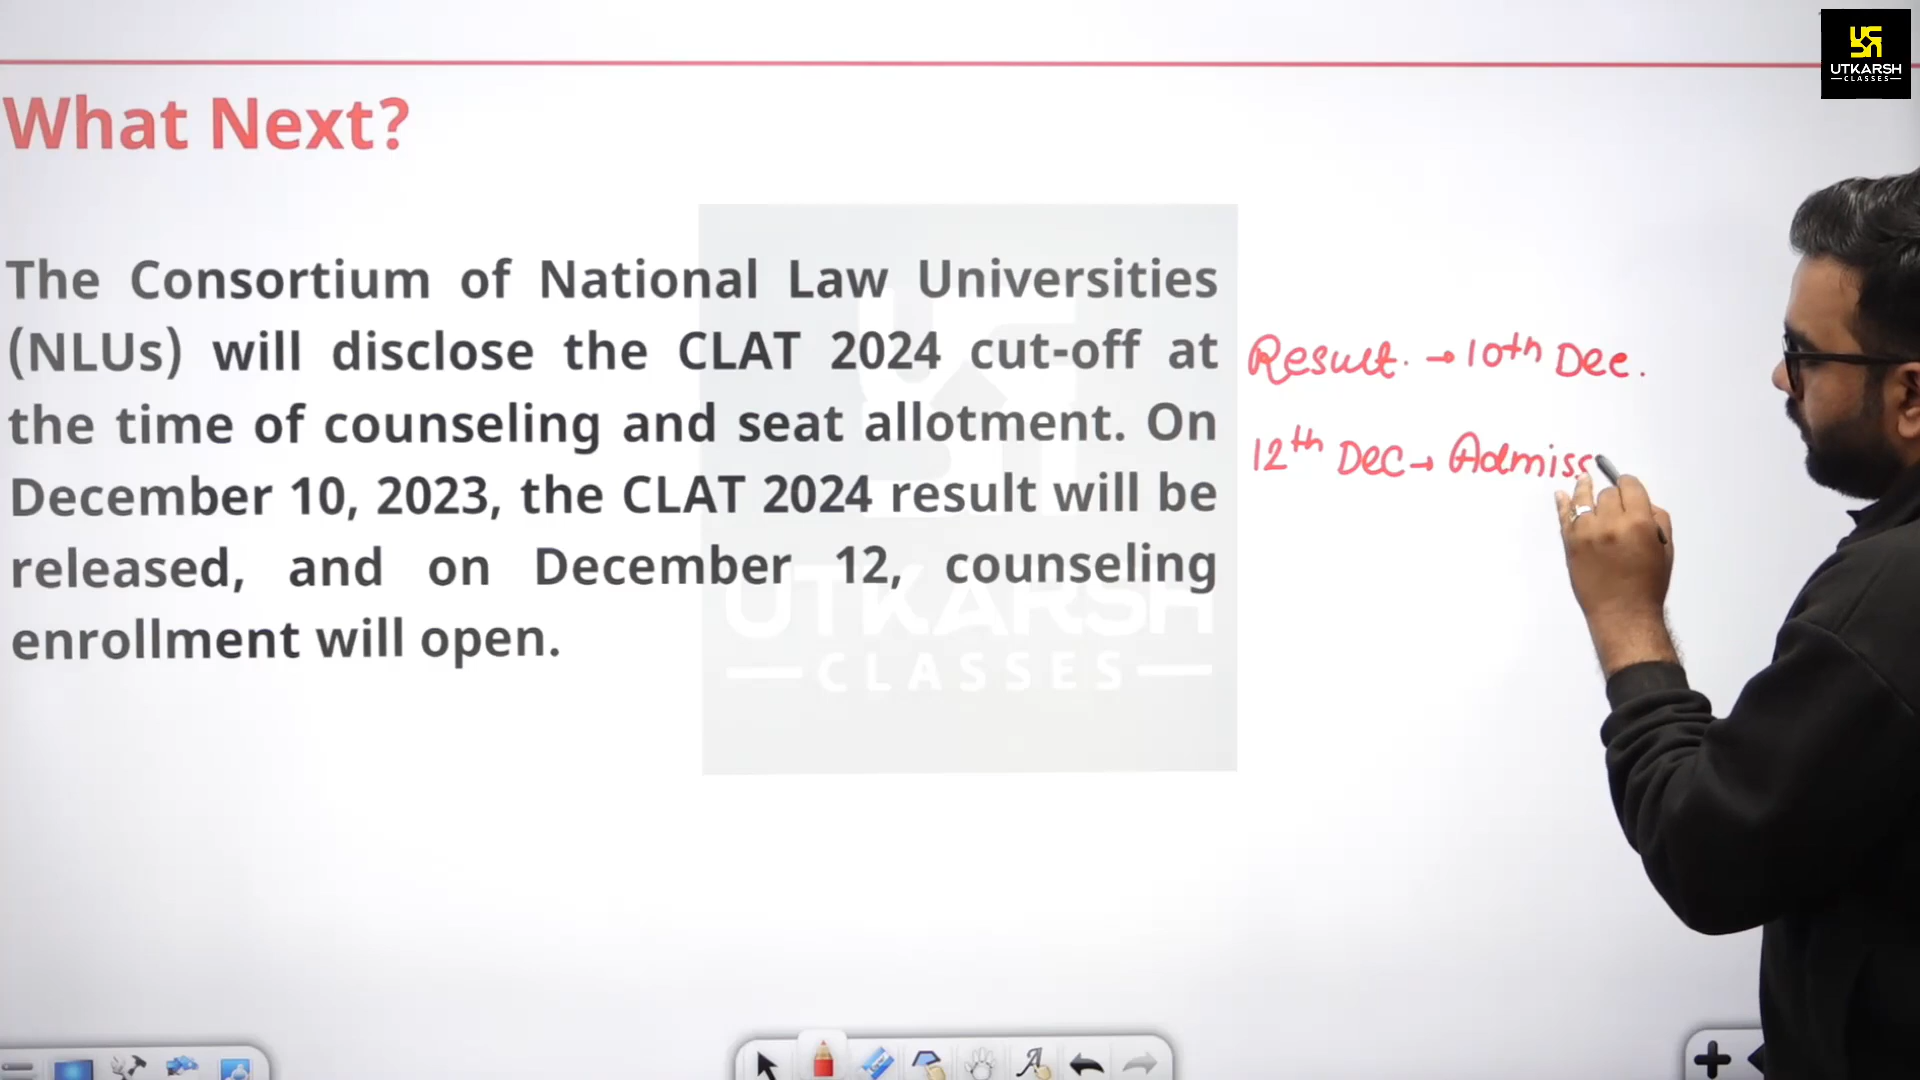 UTKARSH
CLASSES
What Next?
The Consortium of National Law Universities
(NLUs) will disclose the CLAT 2024 cut-off at
the time of counseling and seat allotment. On
December 10, 2023, the CLAT 2024 result will be
released, and on December 12, counseling
enrollment will open.
UTKARSH
CLASSES
Result. → 10th Dec.
12th Dec → Admiss